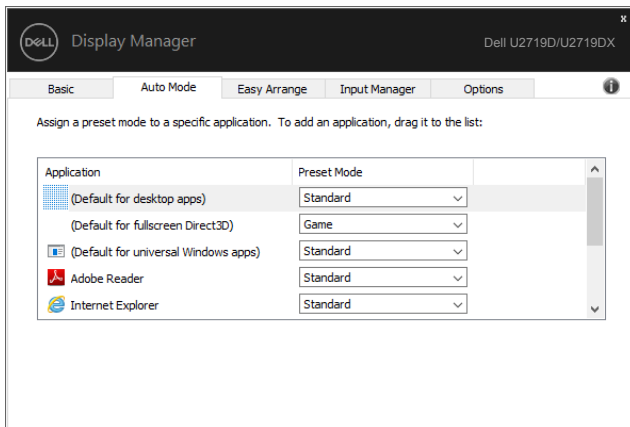 x
DELL Display Manager Dell U2719D/U2719DX
Basic Auto Mode Easy Arrange Input Manager Options i
Assign a preset mode to a specific application. To add an application, drag it to the list:
Application Preset Mode
(Default for desktop apps) Standard
(Default for fullscreen Direct3D) Game
(Default for universal Windows apps) Standard
Adobe Reader Standard
Internet Explorer Standard